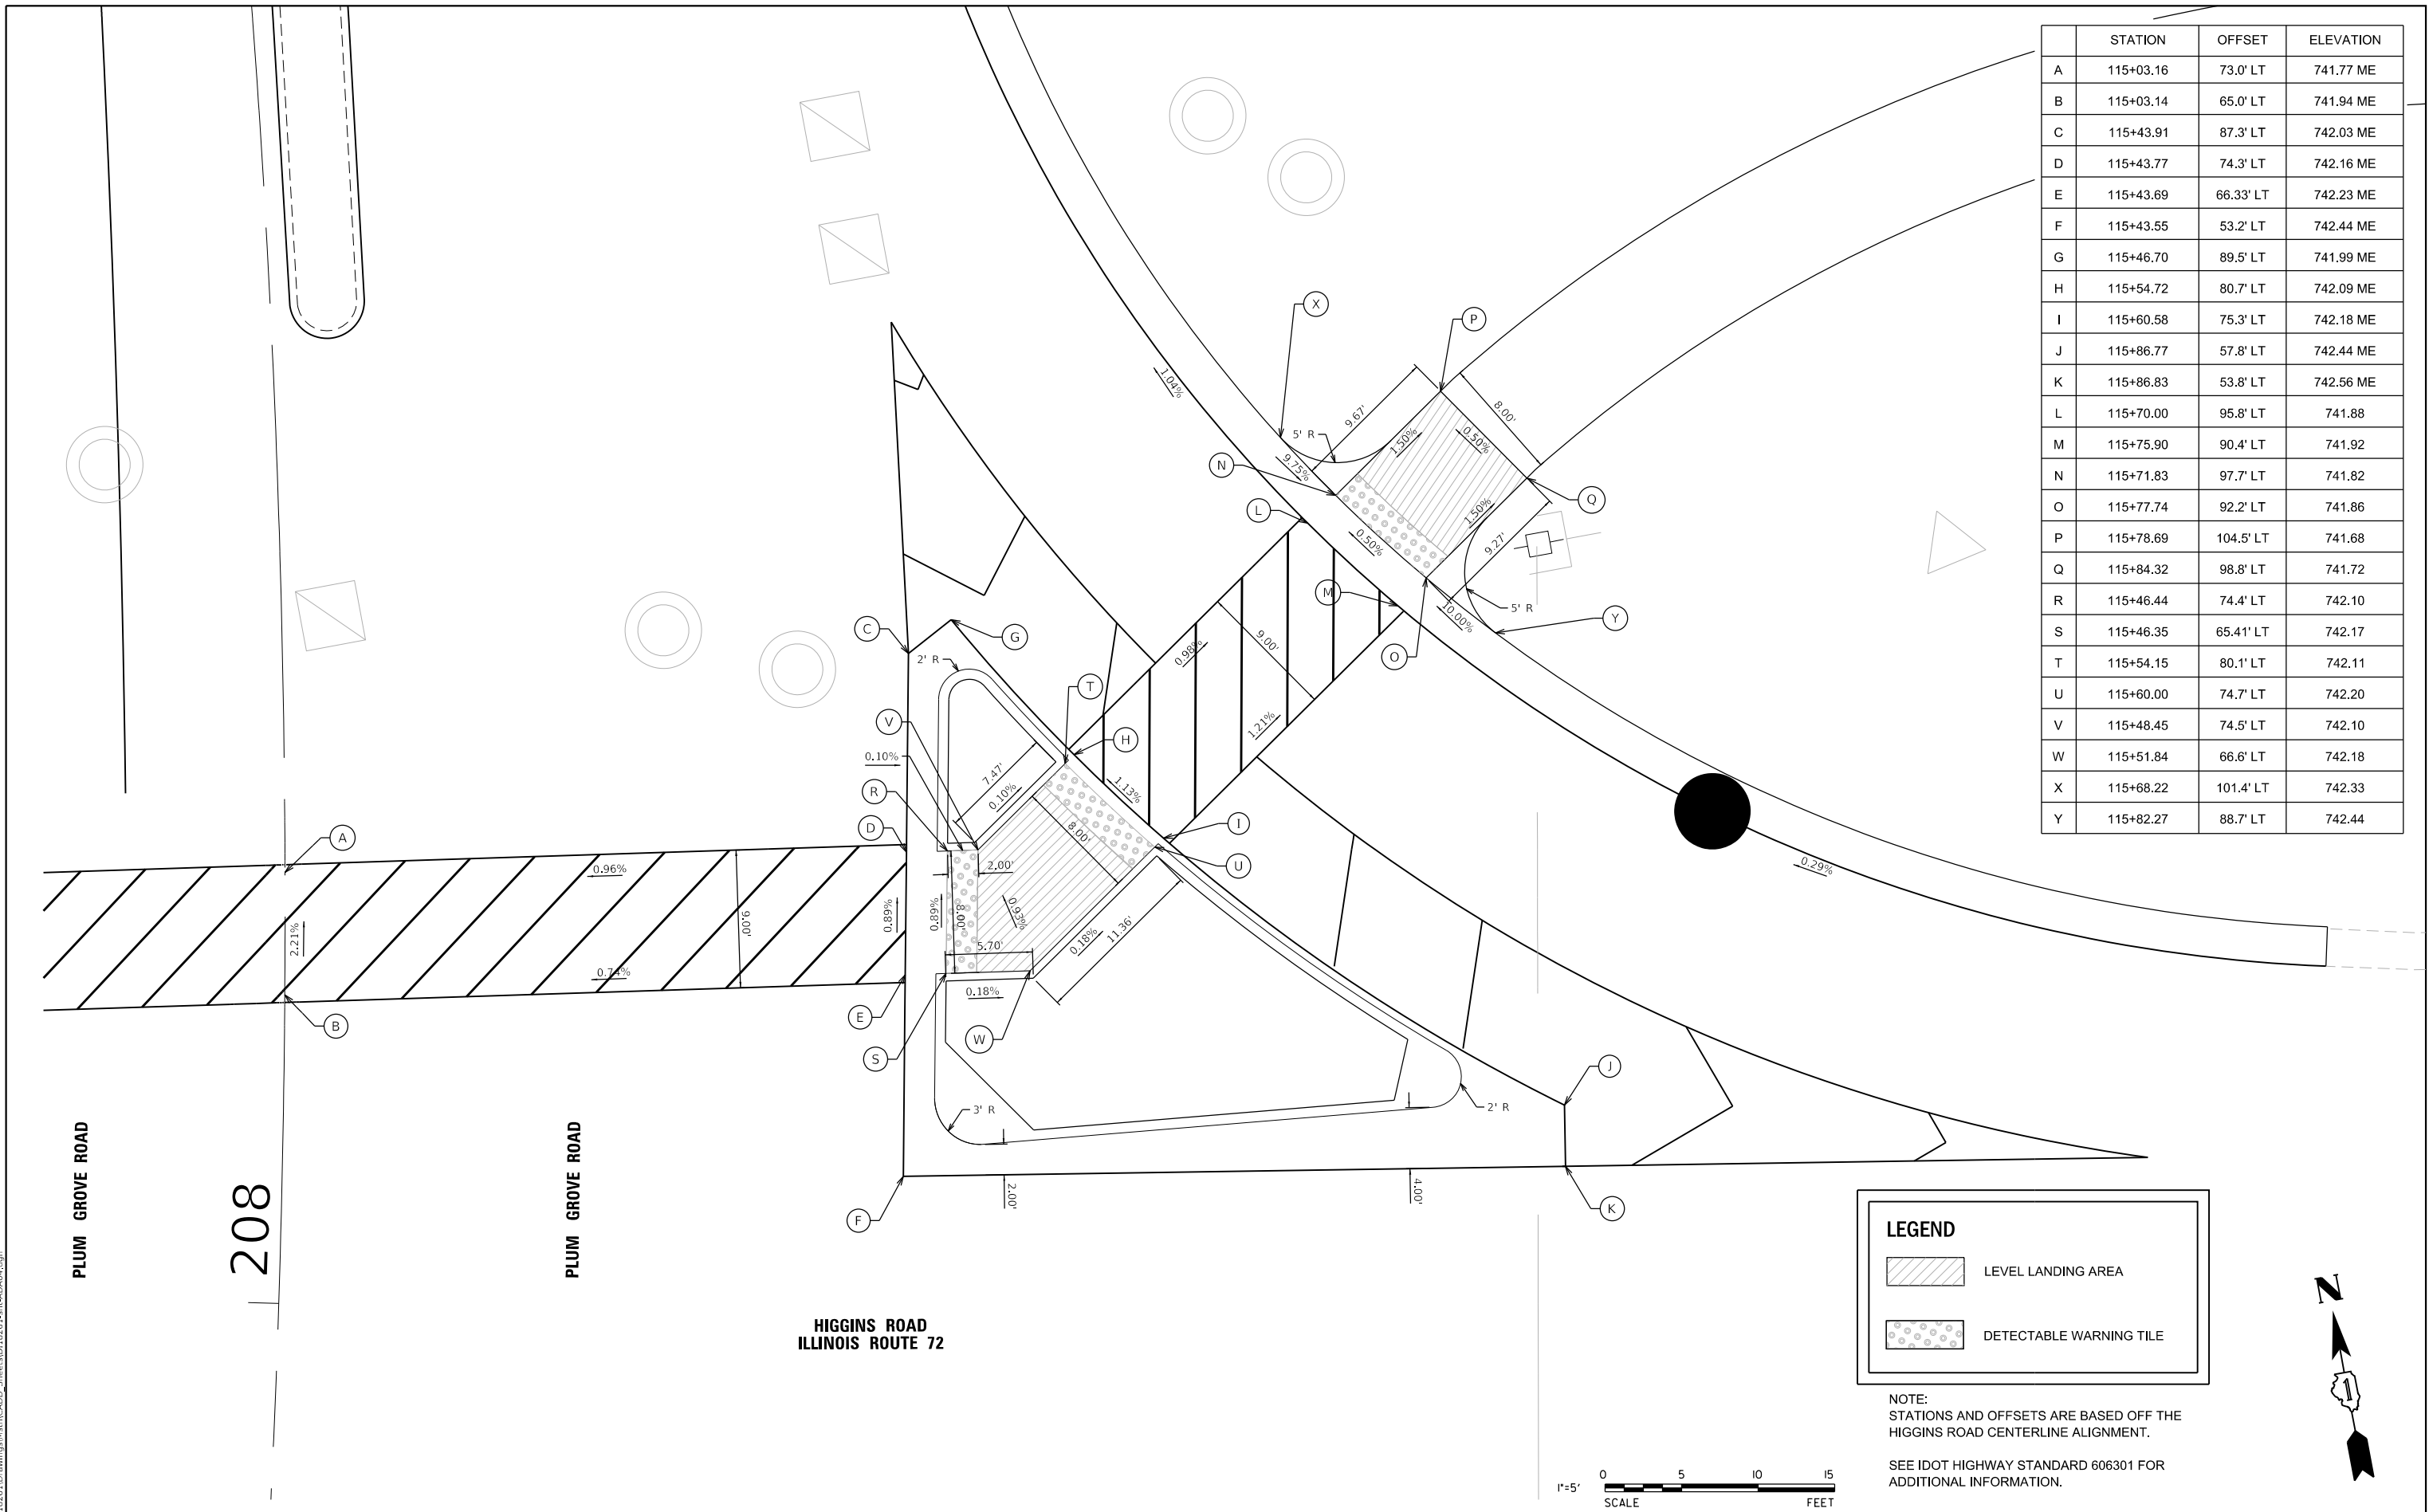 STATION OFFSET ELEVATION
A 115+03.16 73.0' LT 741.77 ME
B 115+03.14 65.0' LT 741.94 ME
C 115+43.91 87.3' LT 742.03 ME
D 115+43.77 74.3' LT 742.16 ME
E 115+43.69 66.33' LT 742.23 ME
F 115+43.55 53.2' LT 742.44 ME
G 115+46.70 89.5' LT 741.99 ME
H 115+54.72 80.7' LT 742.09 ME
I 115+60.58 75.3' LT 742.18 ME
J 115+86.77 57.8' LT 742.44 ME
K 115+86.83 53.8' LT 742.56 ME
L 115+70.00 95.8' LT 741.88
M 115+75.90 90.4' LT 741.92
N 115+71.83 97.7' LT 741.82
O 115+77.74 92.2' LT 741.86
P 115+78.69 104.5' LT 741.68
Q 115+84.32 98.8' LT 741.72
R 115+46.44 74.4' LT 742.10
S 115+46.35 65.41' LT 742.17
T 115+54.15 80.1' LT 742.11
U 115+60.00 74.7' LT 742.20
V 115+48.45 74.5' LT 742.10
W 115+51.84 66.6' LT 742.18
X 115+68.22 101.4' LT 742.33
Y 115+82.27 88.7' LT 742.44
X
P
1.04%
9.67'
8.00'
5' R
1.50%
0.50%
9.75%
N
Q
L
1.50%
0.50%
9.27'
M
10.00%
5' R
Y
O
9.00'
0.98%
1.21%
C
G
2' R
T
V
H
0.10%
7.47'
0.10%
1.13%
R
D
I
U
8.00'
2.00'
A
0.96%
9.00'
2.21%
0.74%
0.89%
0.89%
8.00'
0.93%
5.70'
0.18%
11.36'
0.18%
B
E
S
W
0.29%
J
3' R
2' R
F
2.00'
4.00'
K
PLUM GROVE ROAD
208
PLUM GROVE ROAD
HIGGINS ROAD
ILLINOIS ROUTE 72
LEGEND
LEVEL LANDING AREA
DETECTABLE WARNING TILE
NOTE:
STATIONS AND OFFSETS ARE BASED OFF THE
HIGGINS ROAD CENTERLINE ALIGNMENT.
SEE IDOT HIGHWAY STANDARD 606301 FOR
ADDITIONAL INFORMATION.
N
1
1"=5'
0 5 10 15
SCALE FEET